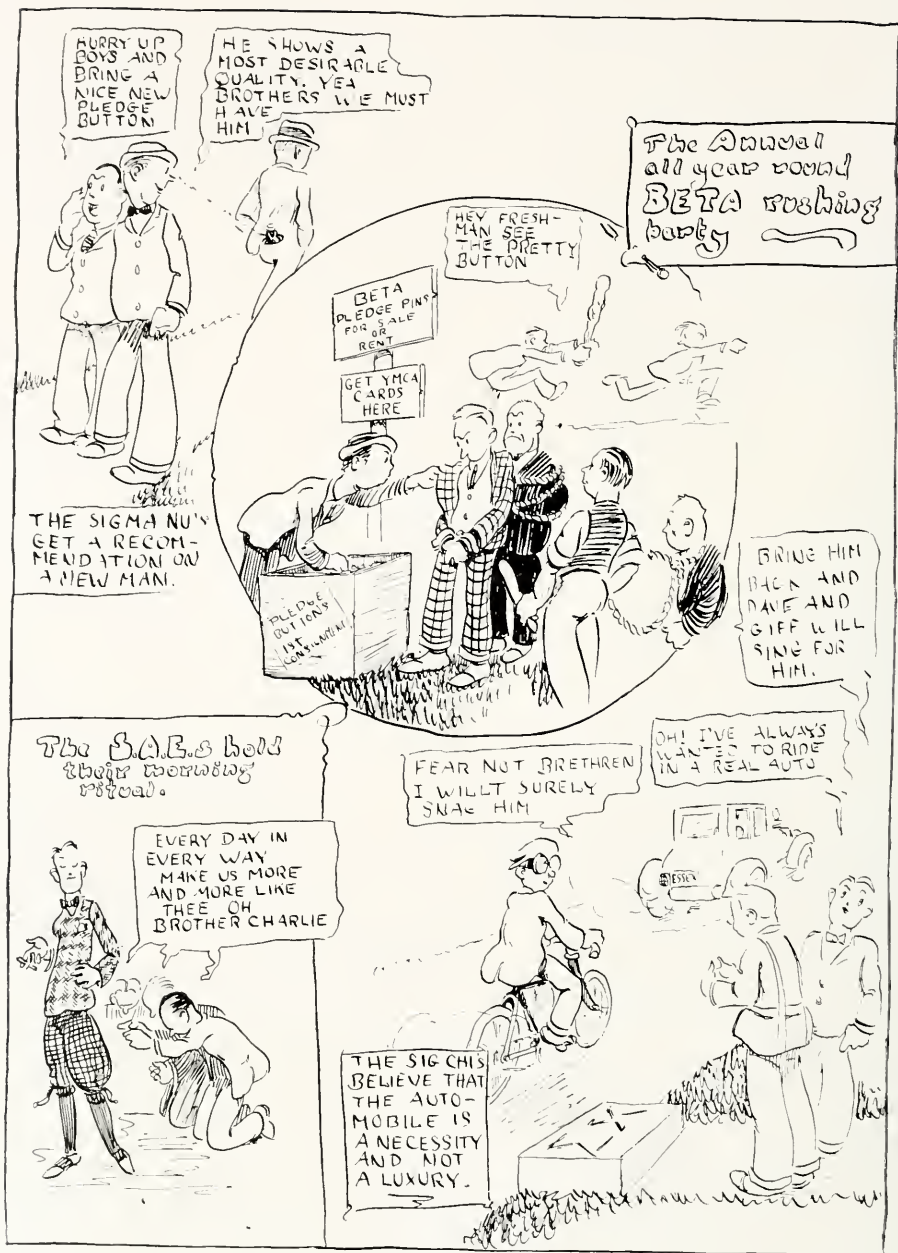 HURRY UP
BOYS AND
BRING A
NICE NEW
PLEDGE
BUTTON
HE SHOWS A
MOST DESIRABLE
QUALITY. YEA
BROTHERS WE MUST
HAVE
HIM
THE SIGMA NU'S
GET A RECOM-
MENDATION ON
A NEW MAN.
The Annual
all year round
BETA rushing
party
HEY FRESH-
MAN SEE
THE PRETTY
BUTTON
BETA
PLEDGE PINS
FOR SALE
OR
RENT
GET YMCA
CARDS
HERE
PLEDGE
BUTTONS
1ST
CONSIGNMENT
BRING HIM
BACK AND
DAVE AND
GIFF WILL
SING FOR
HIM.
The S.A.E.s hold
their morning
ritual.
EVERY DAY IN
EVERY WAY
MAKE US MORE
AND MORE LIKE
THEE OH
BROTHER CHARLIE
FEAR NOT BRETHREN
I WILLT SURELY
SNAG HIM
OH! I'VE ALWAYS
WANTED TO RIDE
IN A REAL AUTO
ESSEX
THE SIG CHIS
BELIEVE THAT
THE AUTO-
MOBILE IS
A NECESSITY
AND NOT
A LUXURY.